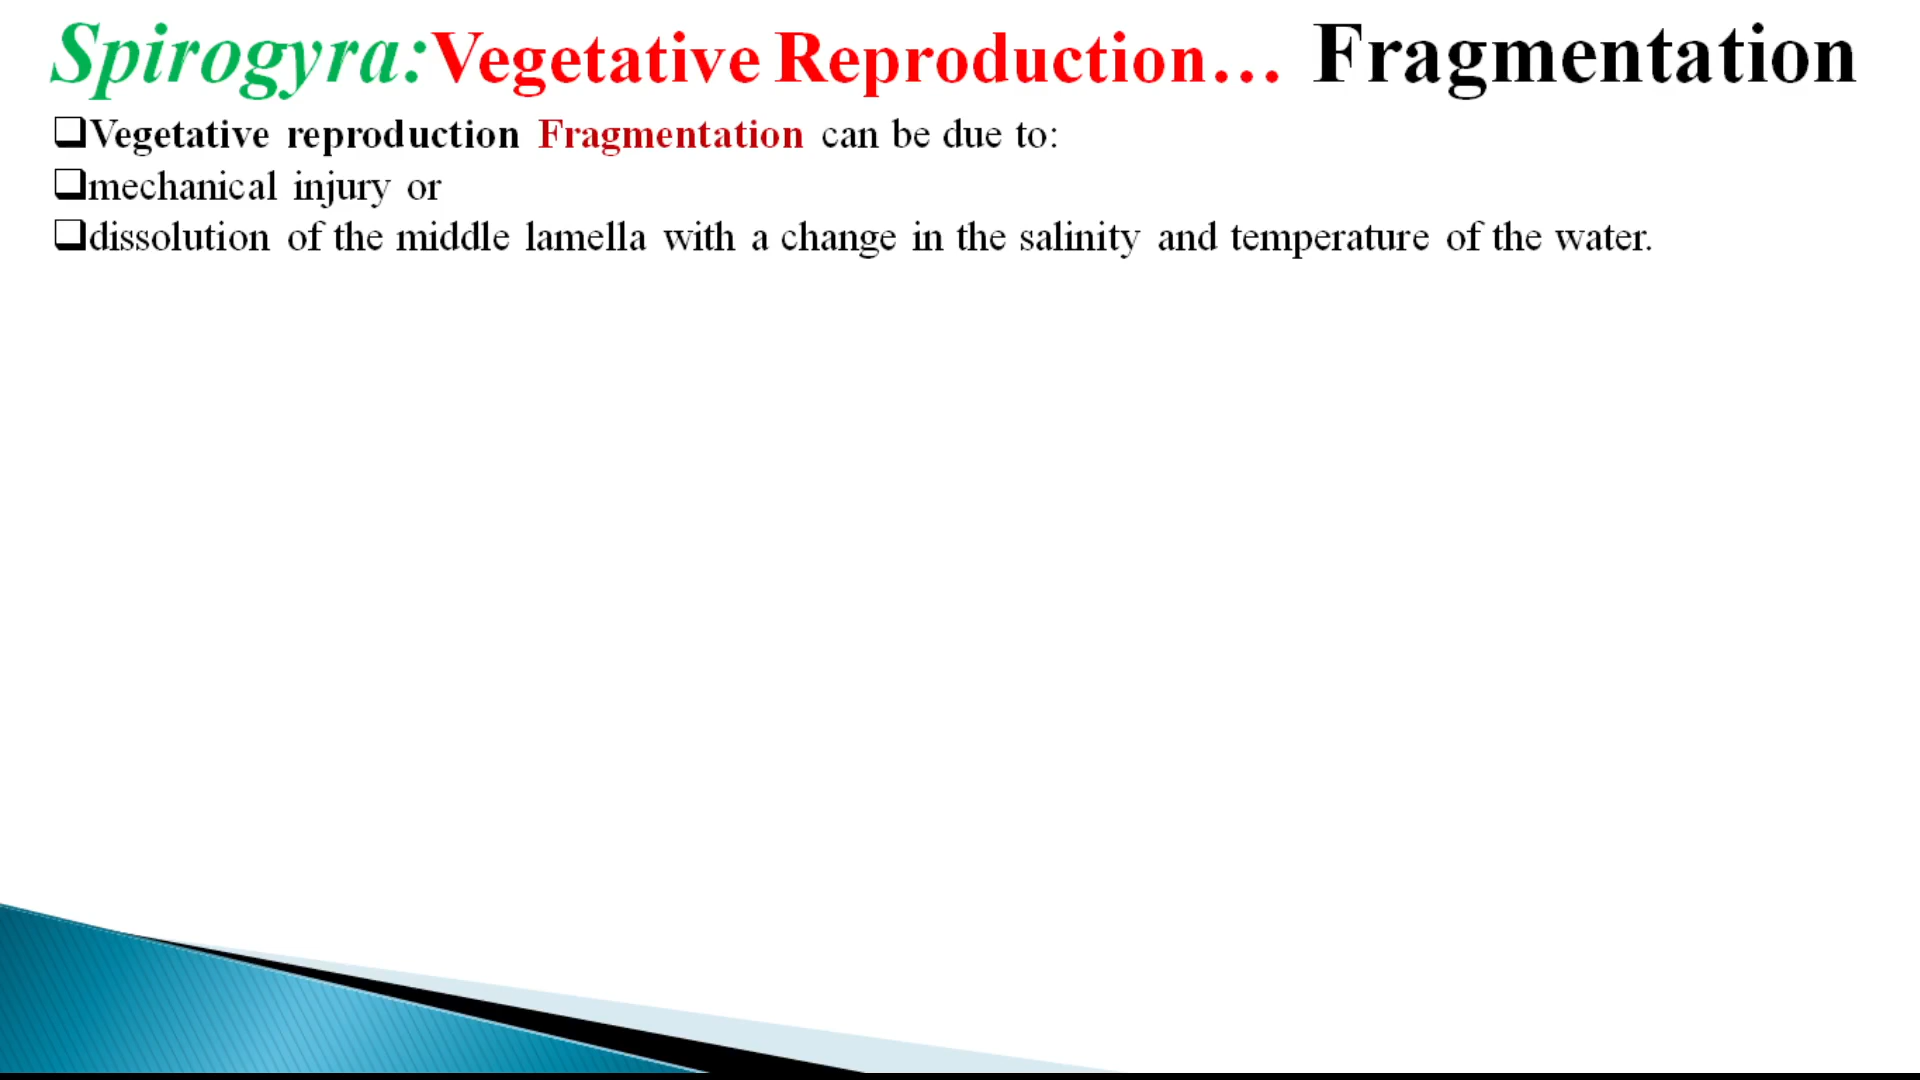 Spirogyra:Vegetative Reproduction… Fragmentation
❑Vegetative reproduction Fragmentation can be due to:
❑mechanical injury or
❑dissolution of the middle lamella with a change in the salinity and temperature of the water.